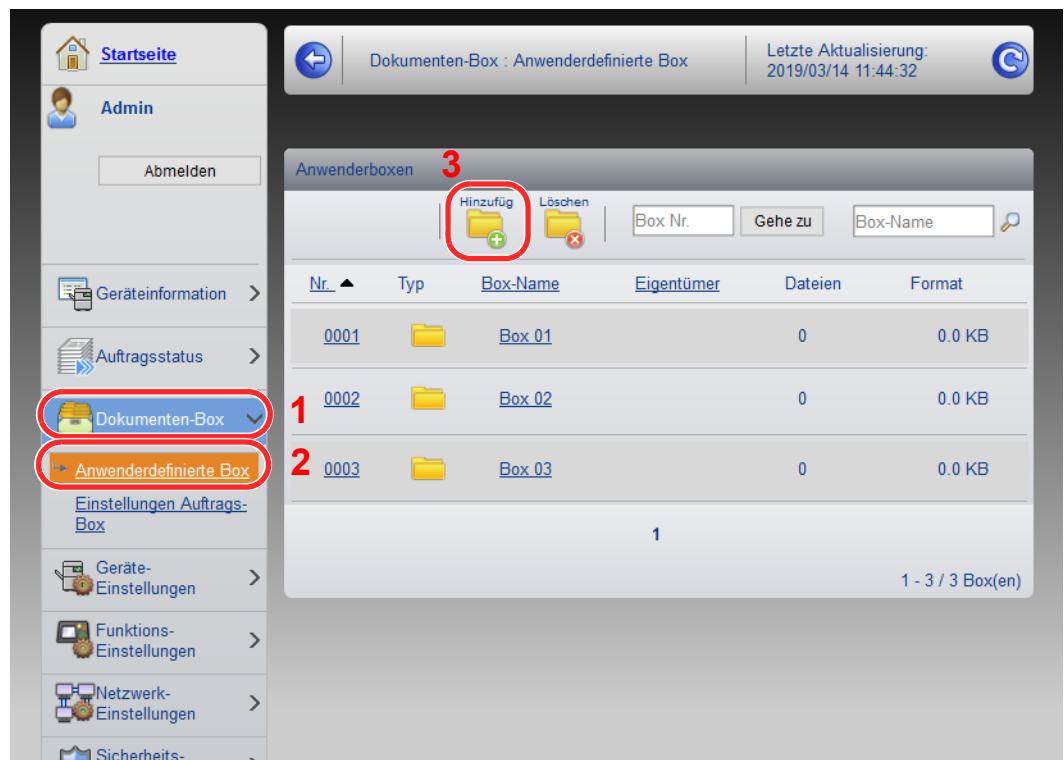 Startseite
Admin
Abmelden
Geräteinformation
Auftragsstatus
Dokumenten-Box
1
Anwenderdefinierte Box
2
Einstellungen Auftrags-
Box
Geräte-
Einstellungen
Funktions-
Einstellungen
Netzwerk-
Einstellungen
Sicherheits-
Dokumenten-Box : Anwenderdefinierte Box
Letzte Aktualisierung:
2019/03/14 11:44:32
Anwenderboxen
3
Hinzufüg Löschen
Box Nr. Gehe zu Box-Name
Nr. Typ Box-Name Eigentümer Dateien Format
0001 Box 01 0 0.0 KB
0002 Box 02 0 0.0 KB
0003 Box 03 0 0.0 KB
1
1 - 3 / 3 Box(en)